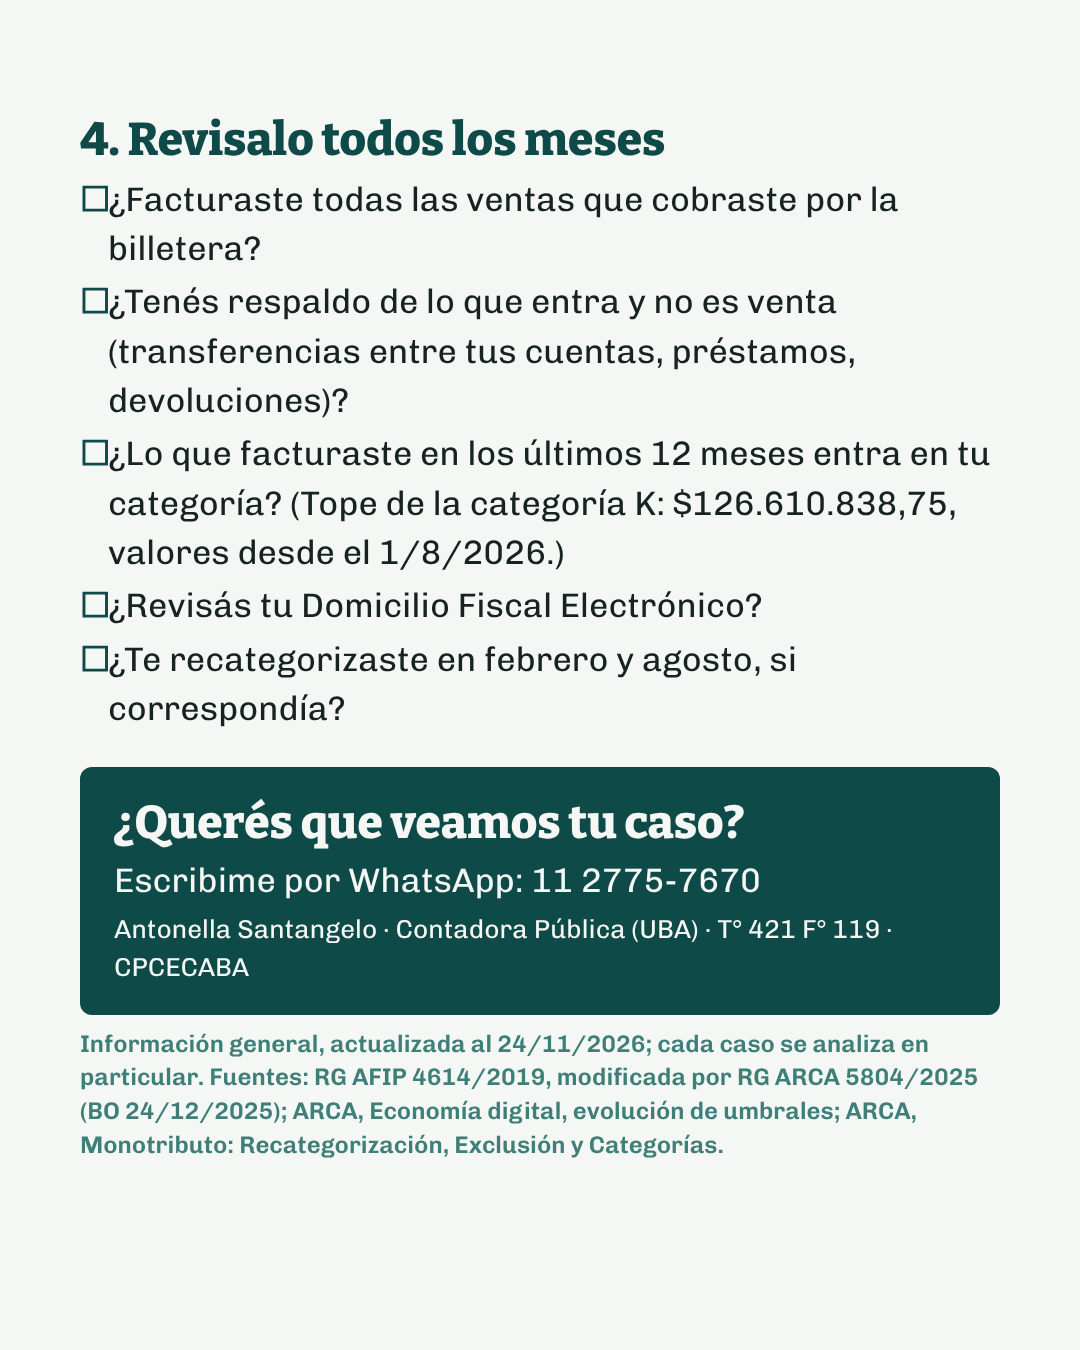 4. Revisalo todos los meses
☐¿Facturaste todas las ventas que cobraste por la
billetera?
☐¿Tenés respaldo de lo que entra y no es venta
(transferencias entre tus cuentas, préstamos,
devoluciones)?
☐¿Lo que facturaste en los últimos 12 meses entra en tu
categoría? (Tope de la categoría K: $126.610.838,75,
valores desde el 1/8/2026.)
☐¿Revisás tu Domicilio Fiscal Electrónico?
☐¿Te recategorizaste en febrero y agosto, si
correspondía?
¿Querés que veamos tu caso?
Escribime por WhatsApp: 11 2775-7670
Antonella Santangelo · Contadora Pública (UBA) · T° 421 F° 119 ·
CPCECABA
Información general, actualizada al 24/11/2026; cada caso se analiza en
particular. Fuentes: RG AFIP 4614/2019, modificada por RG ARCA 5804/2025
(BO 24/12/2025); ARCA, Economía digital, evolución de umbrales; ARCA,
Monotributo: Recategorización, Exclusión y Categorías.